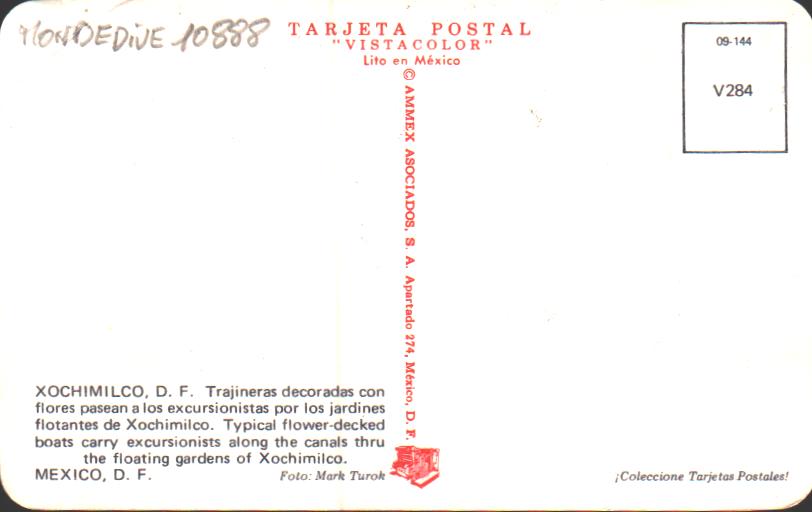 MONDEDIVE 10888
TARJETA POSTAL
"VISTACOLOR"
Lito en México
© AMMEX ASOCIADOS, S. A. Apartado 274, México, D. F.
09-144
V284
XOCHIMILCO, D. F. Trajineras decoradas con
flores pasean a los excursionistas por los jardines
flotantes de Xochimilco. Typical flower-decked
boats carry excursionists along the canals thru
the floating gardens of Xochimilco.
MEXICO, D. F.
Foto: Mark Turok
¡Coleccione Tarjetas Postales!